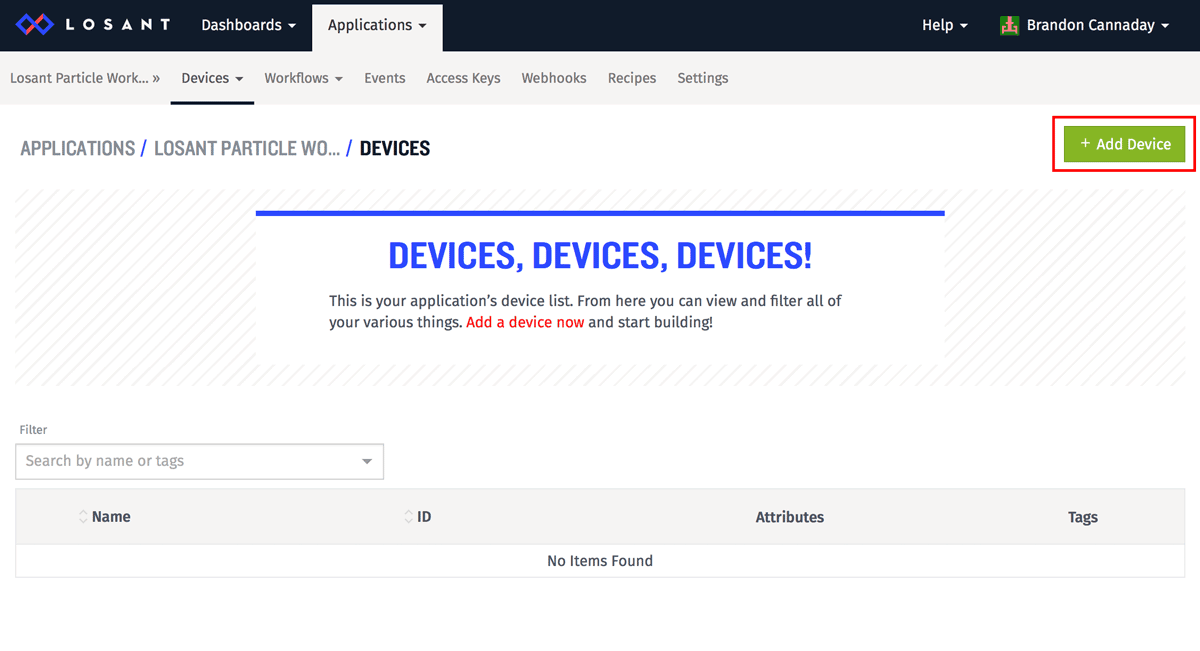 LOSANT Dashboards Applications Help Brandon Cannaday
Losant Particle Work... » Devices Workflows Events Access Keys Webhooks Recipes Settings
APPLICATIONS / LOSANT PARTICLE WO... / DEVICES
+ Add Device
DEVICES, DEVICES, DEVICES!
This is your application’s device list. From here you can view and filter all of
your various things. Add a device now and start building!
Filter
Search by name or tags
Name ID Attributes Tags
No Items Found